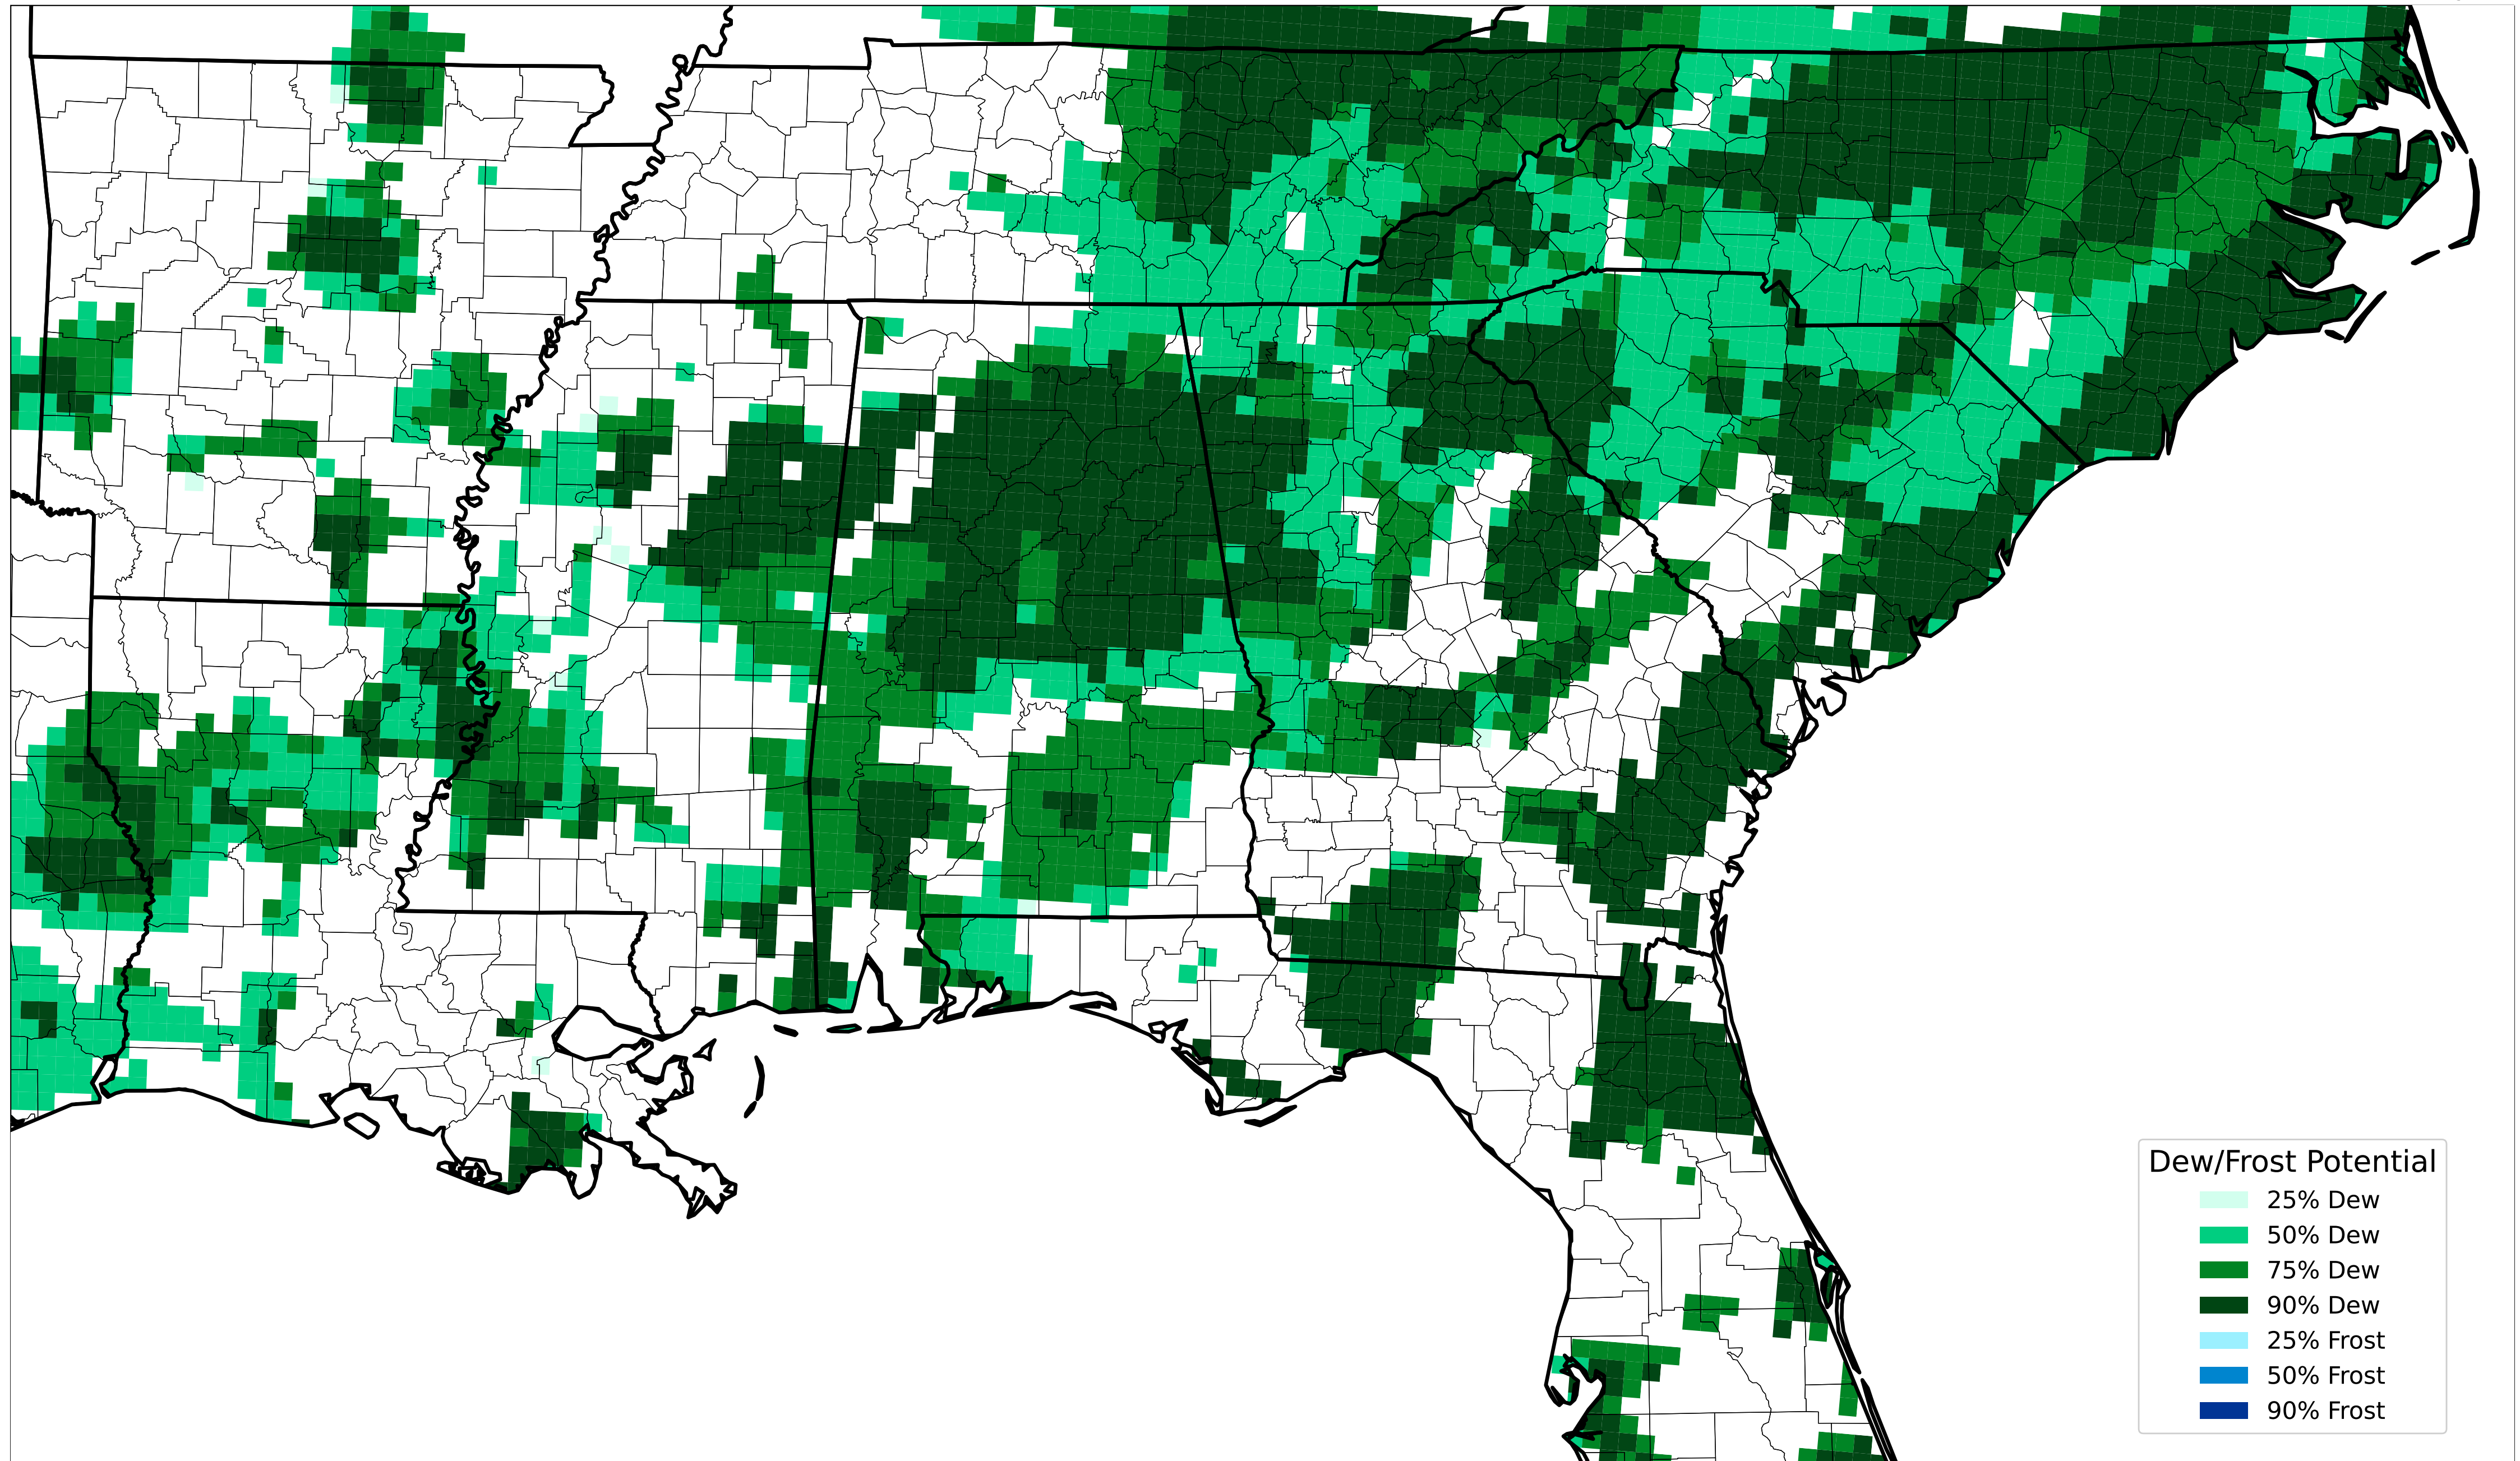 Dew/Frost Potential
25% Dew
50% Dew
75% Dew
90% Dew
25% Frost
50% Frost
90% Frost